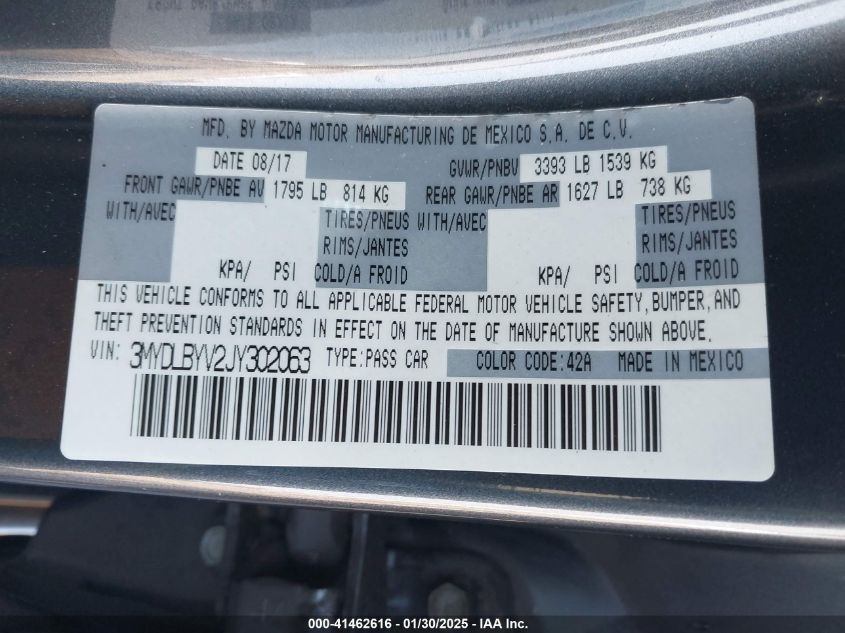 MFD. BY MAZDA MOTOR MANUFACTURING DE MEXICO S.A. DE C.V.
DATE 08/17 GVWR/PNBV 3393 LB 1539 KG
FRONT GAWR/PNBE AV 1795 LB 814 KG REAR GAWR/PNBE AR 1627 LB 738 KG
WITH/AVEC TIRES/PNEUS WITH/AVEC TIRES/PNEUS
RIMS/JANTES RIMS/JANTES
KPA/ PSI COLD/A FROID KPA/ PSI COLD/A FROID
THIS VEHICLE CONFORMS TO ALL APPLICABLE FEDERAL MOTOR VEHICLE SAFETY, BUMPER, AND
THEFT PREVENTION STANDARDS IN EFFECT ON THE DATE OF MANUFACTURE SHOWN ABOVE.
VIN: 3MYDLBYV2JY302063 TYPE:PASS CAR COLOR CODE:42A MADE IN MEXICO
000-41462616 - 01/30/2025 - IAA Inc.